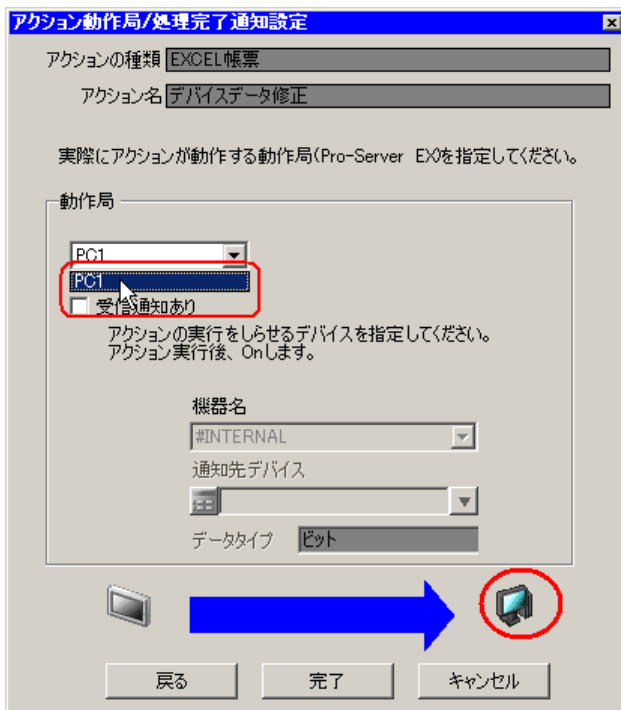 アクション動作局/処理完了通知設定
アクションの種類 EXCEL帳票
アクション名 デバイスデータ修正
実際にアクションが動作する動作局(Pro-Server EX)を指定してください。
動作局
PC1
PC1
受信通知あり
アクションの実行をしらせるデバイスを指定してください。
アクション実行後、Onします。
機器名
#INTERNAL
通知先デバイス
データタイプ ビット
戻る 完了 キャンセル